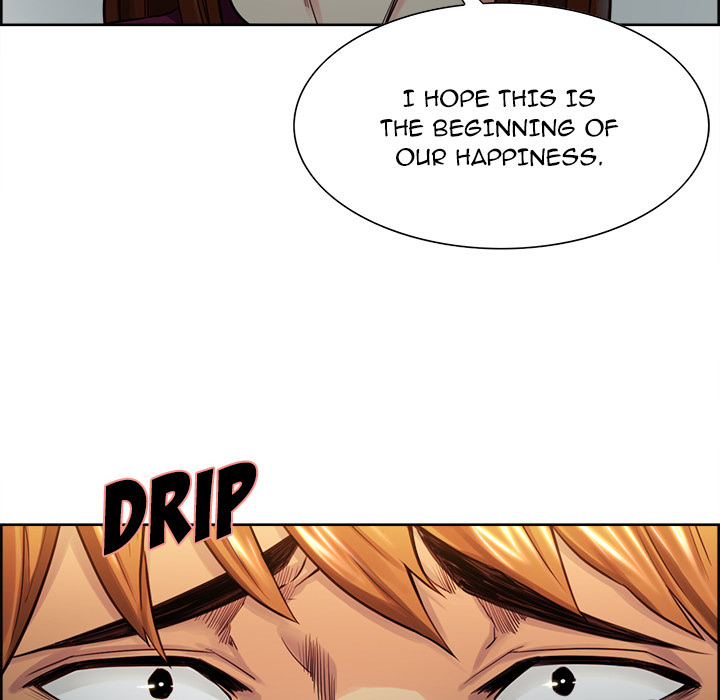 I HOPE THIS IS
THE BEGINNING OF
OUR HAPPINESS.
DRIP